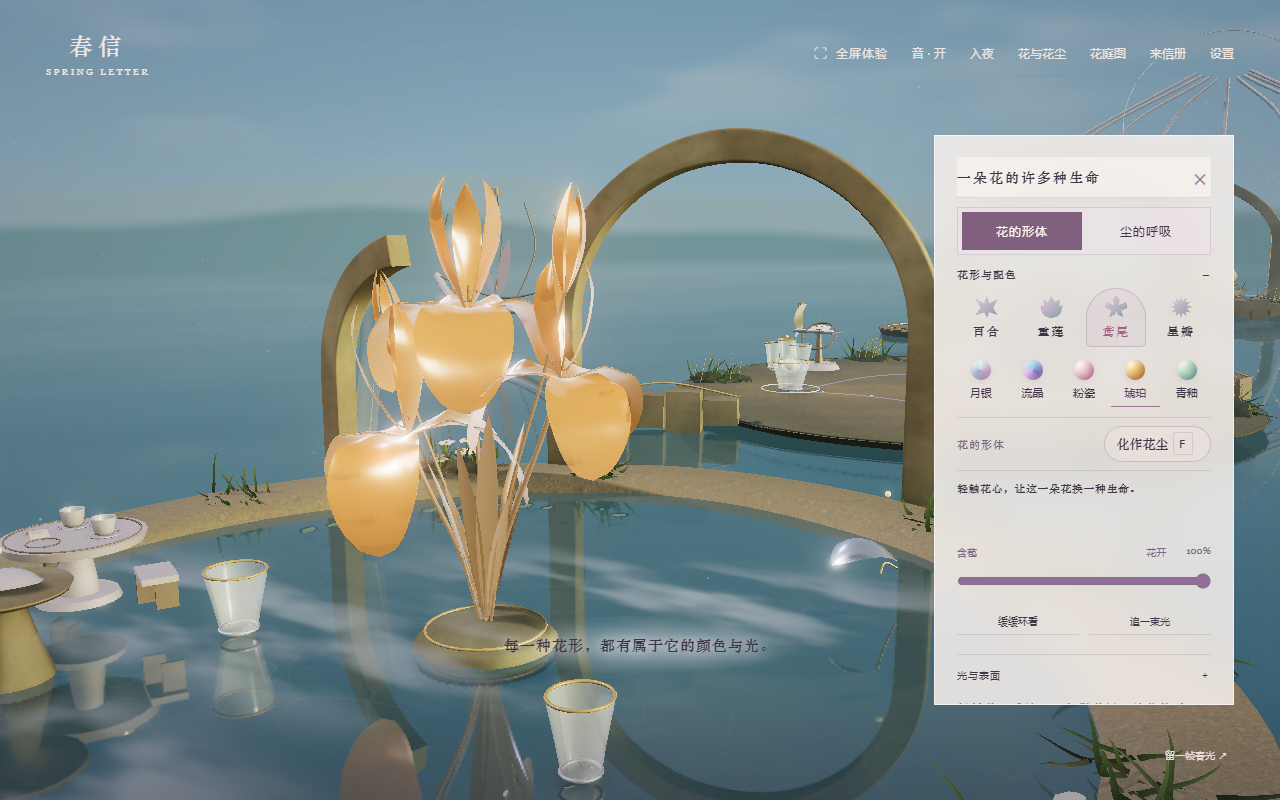 春信
SPRING LETTER
全屏体验 音·开 入夜 花与花尘 花庭图 来信册 设置
一朵花的许多种生命
花的形体 尘的呼吸
花形与配色
百合 重莲 鸢尾 星瓣
月银 流晶 粉瓷 琥珀 青釉
花的形体 化作花尘 F
轻触花心，让这一朵花换一种生命。
含苞 花开 100%
缓缓环看 追一束光
光与表面 +
每一种花形，都有属于它的颜色与光。
留一帧春光 ↗